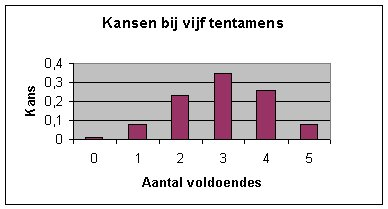 Kansen bij vijf tentamens
Kans
0,4
0,3
0,2
0,1
0
0 1 2 3 4 5
Aantal voldoendes